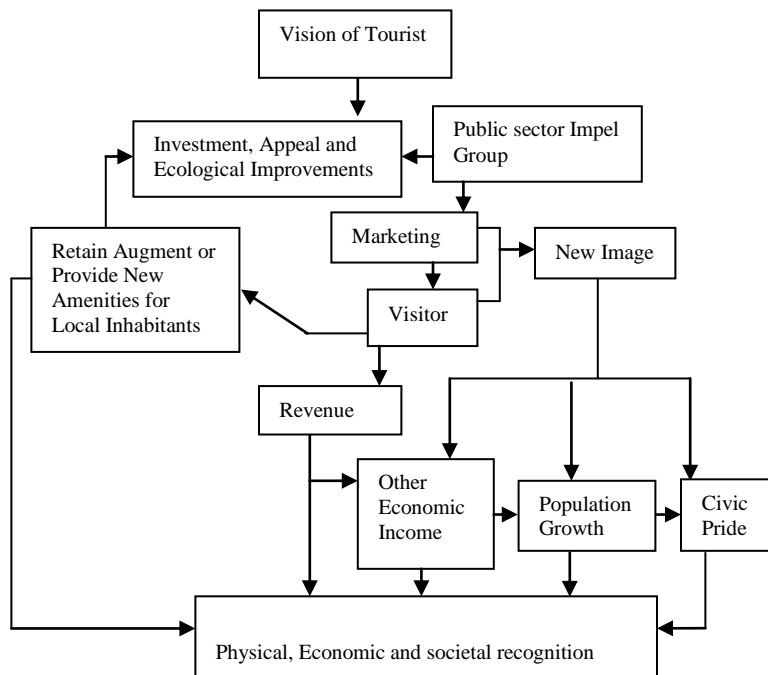 Vision of Tourist
Investment, Appeal and
Ecological Improvements
Public sector Impel
Group
Marketing
New Image
Retain Augment or
Provide New
Amenities for
Local Inhabitants
Visitor
Revenue
Other
Economic
Income
Population
Growth
Civic
Pride
Physical, Economic and societal recognition